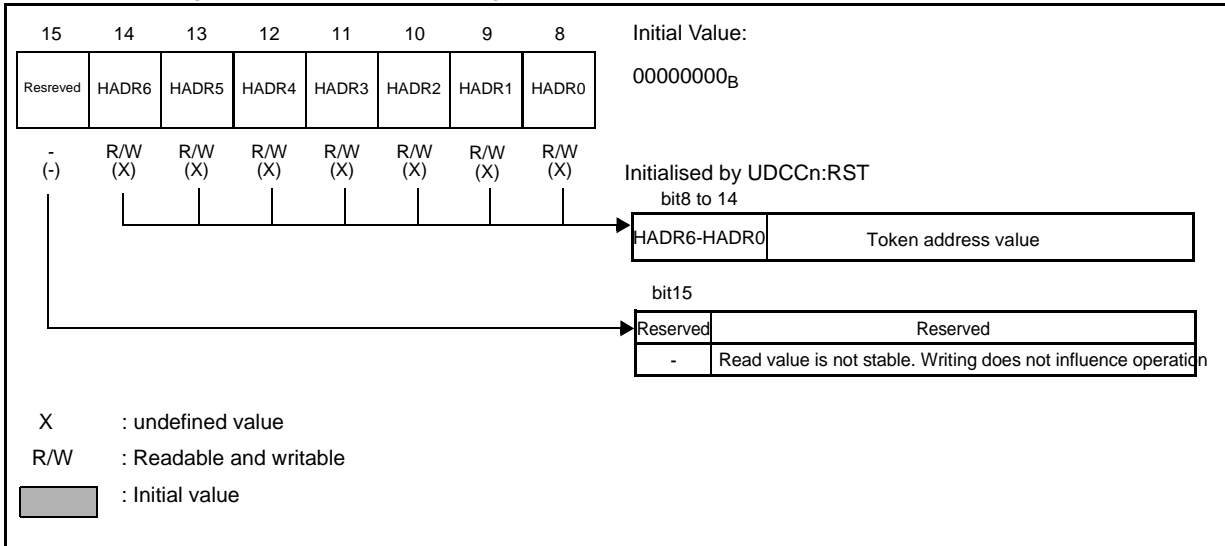 15 14 13 12 11 10 9 8 Initial Value:
Resreved HADR6 HADR5 HADR4 HADR3 HADR2 HADR1 HADR0 00000000B
- R/W R/W R/W R/W R/W R/W R/W
(-) (X) (X) (X) (X) (X) (X) (X)
Initialised by UDCCn:RST
bit8 to 14
HADR6-HADR0 Token address value
bit15
Reserved Reserved
- Read value is not stable. Writing does not influence operation
X : undefined value
R/W : Readable and writable
: Initial value